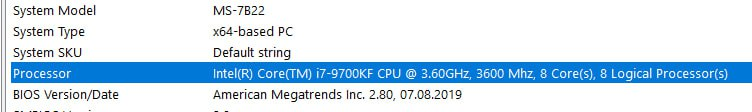 System Model MS-7B22
System Type x64-based PC
System SKU Default string
Processor Intel(R) Core(TM) i7-9700KF CPU @ 3.60GHz, 3600 Mhz, 8 Core(s), 8 Logical Processor(s)
BIOS Version/Date American Megatrends Inc. 2.80, 07.08.2019